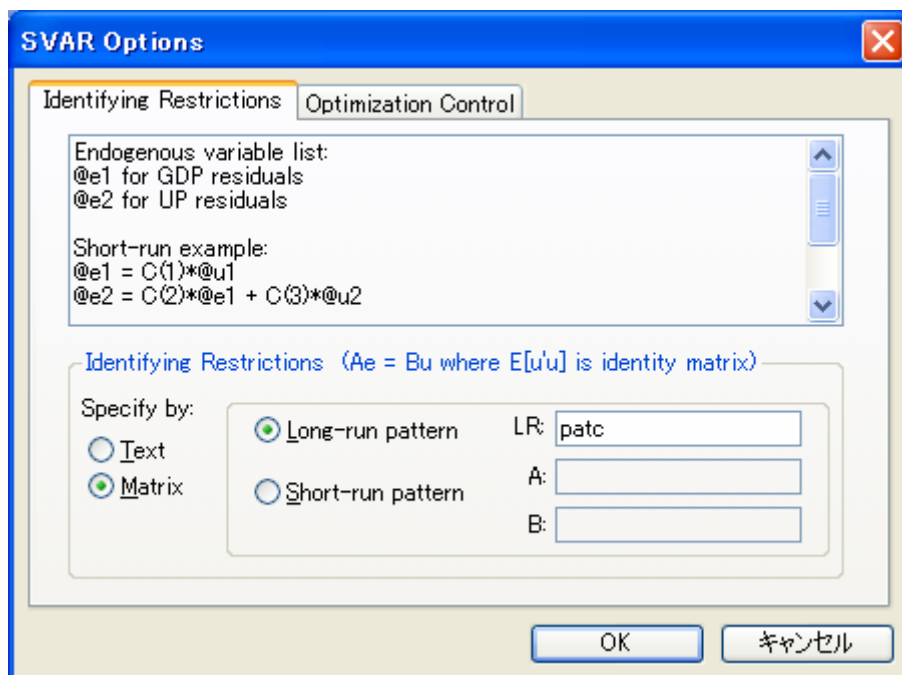 SVAR Options
Identifying Restrictions
Optimization Control
Endogenous variable list:
@e1 for GDP residuals
@e2 for UP residuals
Short-run example:
@e1 = C(1)*@u1
@e2 = C(2)*@e1 + C(3)*@u2
Identifying Restrictions (Ae = Bu where E[u'u] is identity matrix)
Specify by:
Text
Matrix
Long-run pattern
Short-run pattern
LR: patc
A:
B:
OK
キャンセル